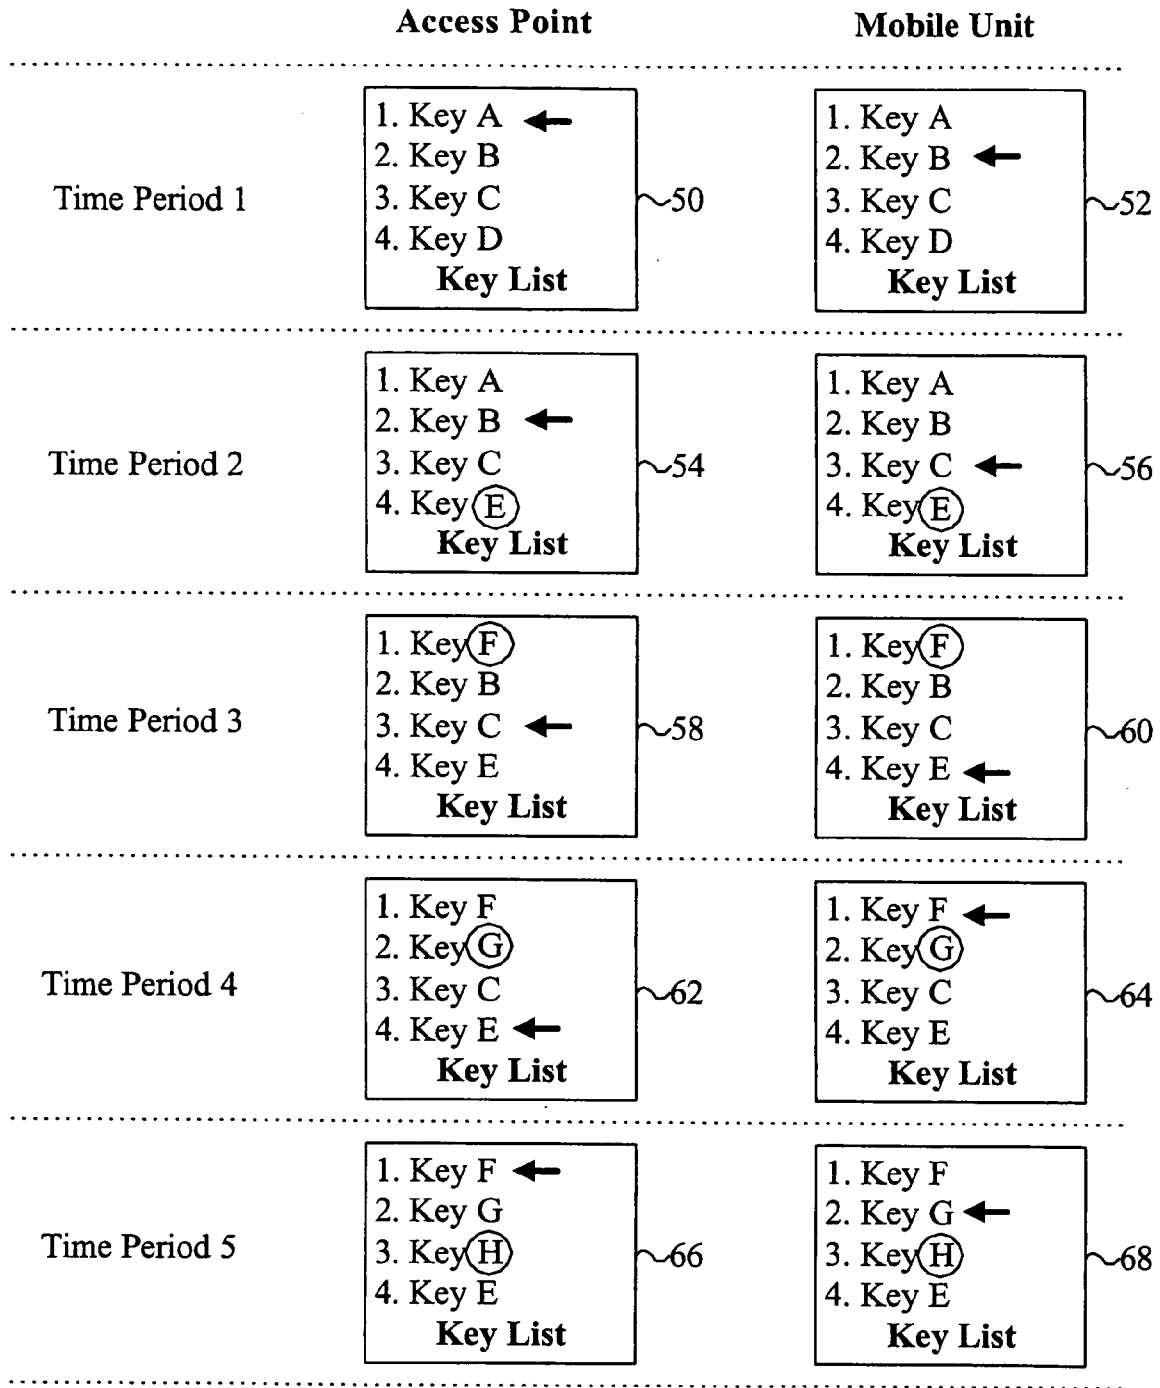 Access Point Mobile Unit
Time Period 1
1. Key A
2. Key B
3. Key C
4. Key D
Key List
50
1. Key A
2. Key B
3. Key C
4. Key D
Key List
52
Time Period 2
1. Key A
2. Key B
3. Key C
4. Key E
Key List
54
1. Key A
2. Key B
3. Key C
4. Key E
Key List
56
Time Period 3
1. Key F
2. Key B
3. Key C
4. Key E
Key List
58
1. Key F
2. Key B
3. Key C
4. Key E
Key List
60
Time Period 4
1. Key F
2. Key G
3. Key C
4. Key E
Key List
62
1. Key F
2. Key G
3. Key C
4. Key E
Key List
64
Time Period 5
1. Key F
2. Key G
3. Key H
4. Key E
Key List
66
1. Key F
2. Key G
3. Key H
4. Key E
Key List
68